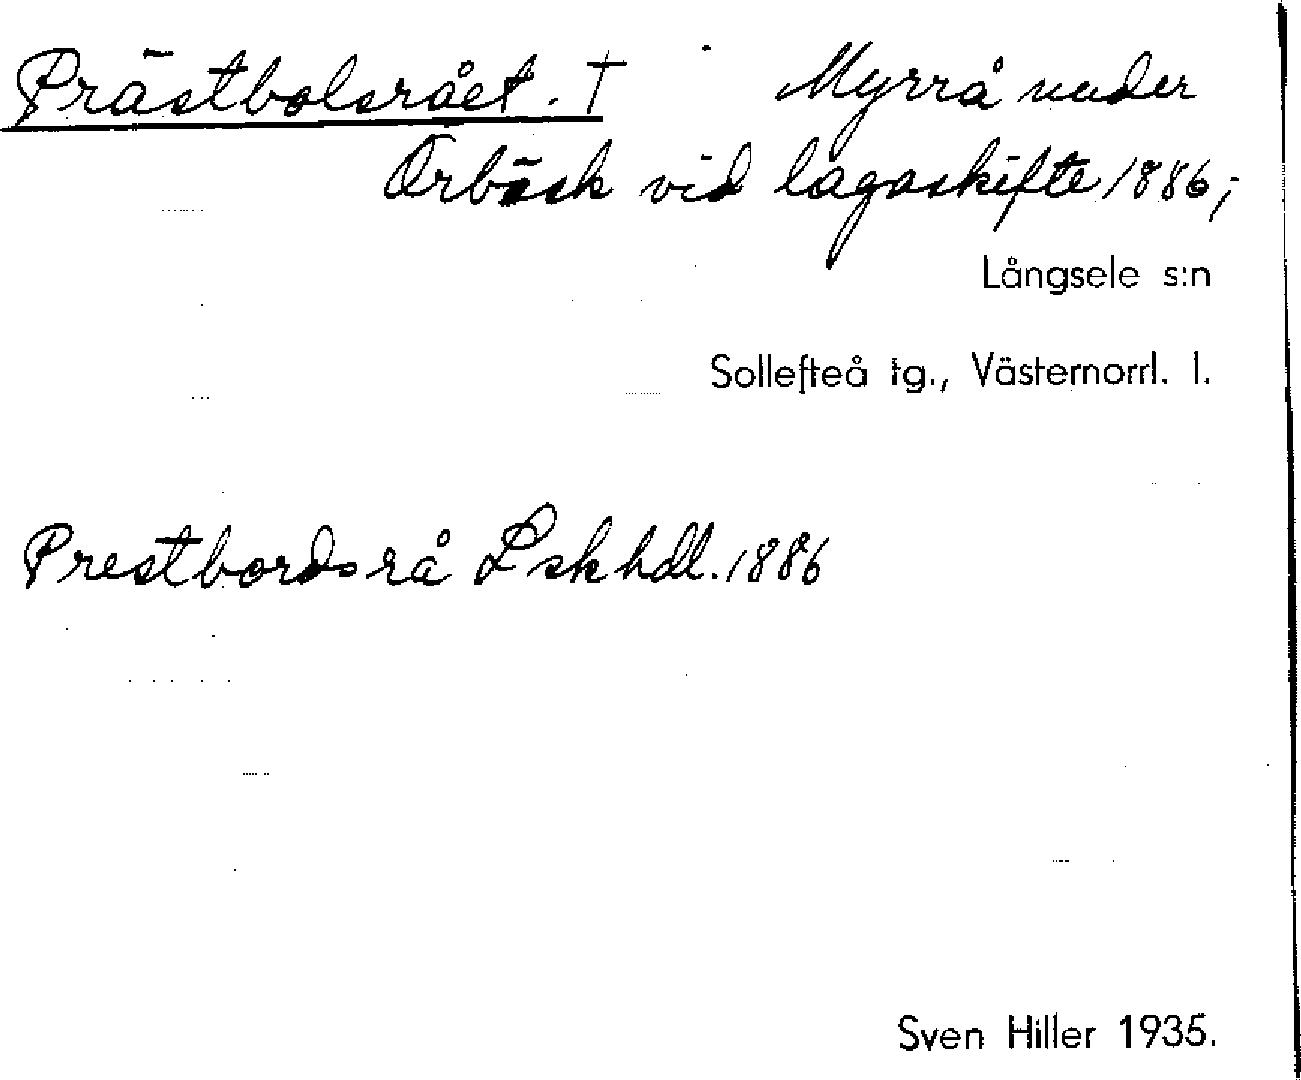 Prästbolsrået. † Myrrå under
Orbäck vid lagaskifte 1886;
Långsele s:n
Sollefteå tg., Västernorrl. l.
Prestbordsrå Lskhdl. 1886
Sven Hiller 1935.